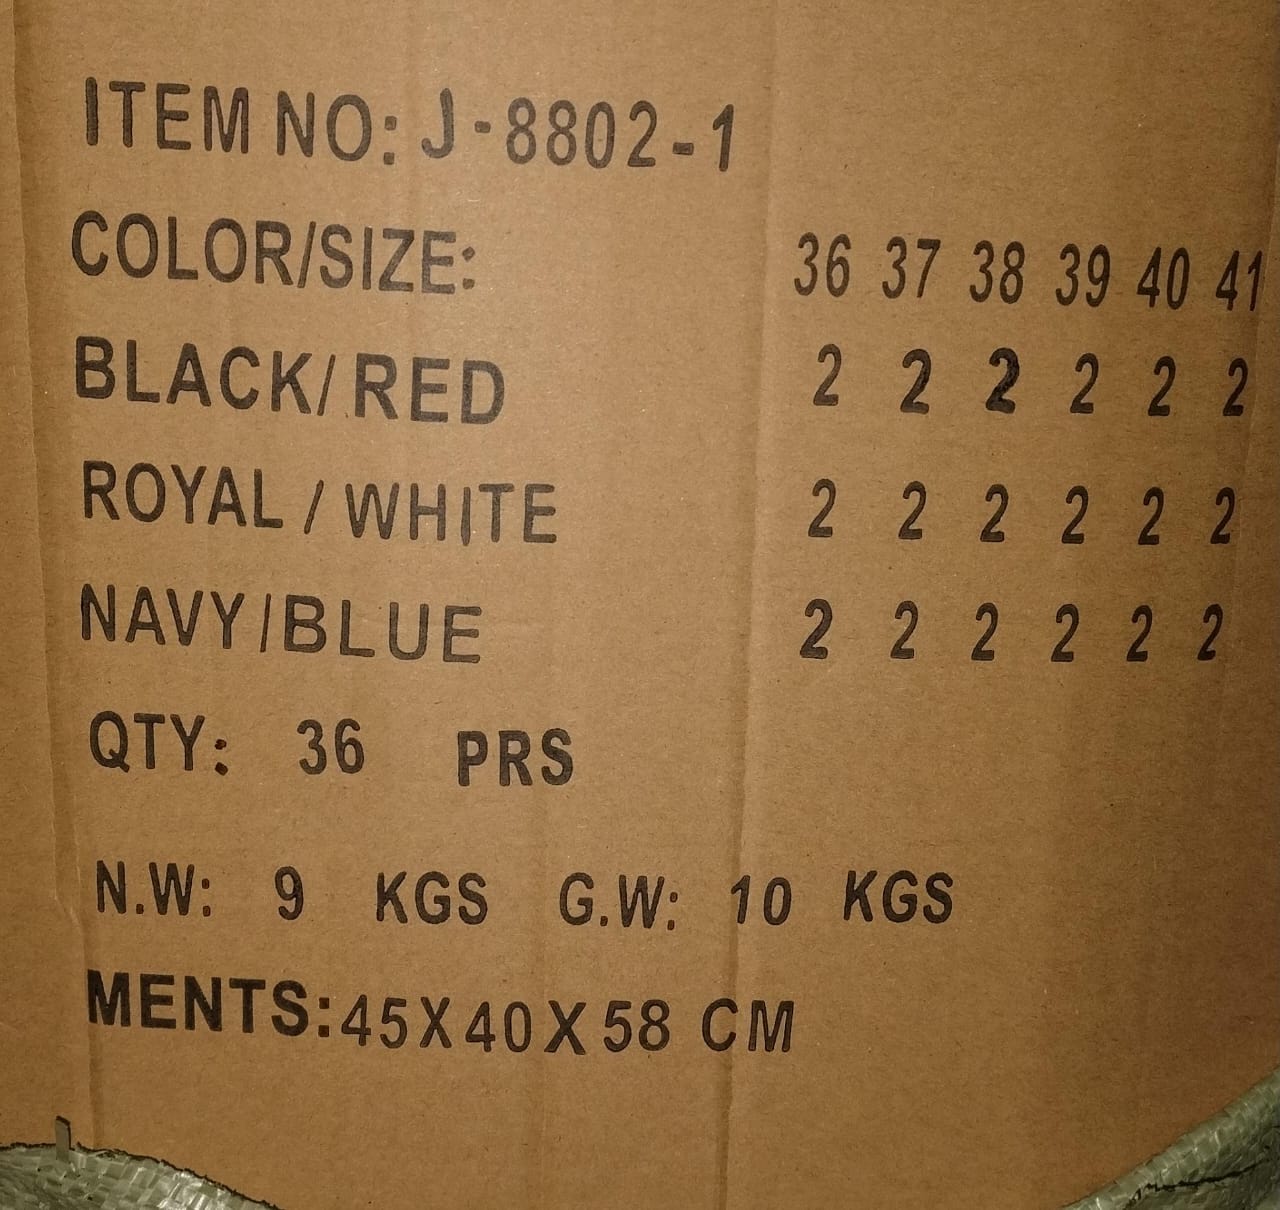 ITEM NO: J-8802-1
COLOR/SIZE: 36 37 38 39 40 41
BLACK/RED 2 2 2 2 2 2
ROYAL / WHITE 2 2 2 2 2 2
NAVY/BLUE 2 2 2 2 2 2
QTY: 36 PRS
N.W: 9 KGS G.W: 10 KGS
MENTS:45X40X58 CM